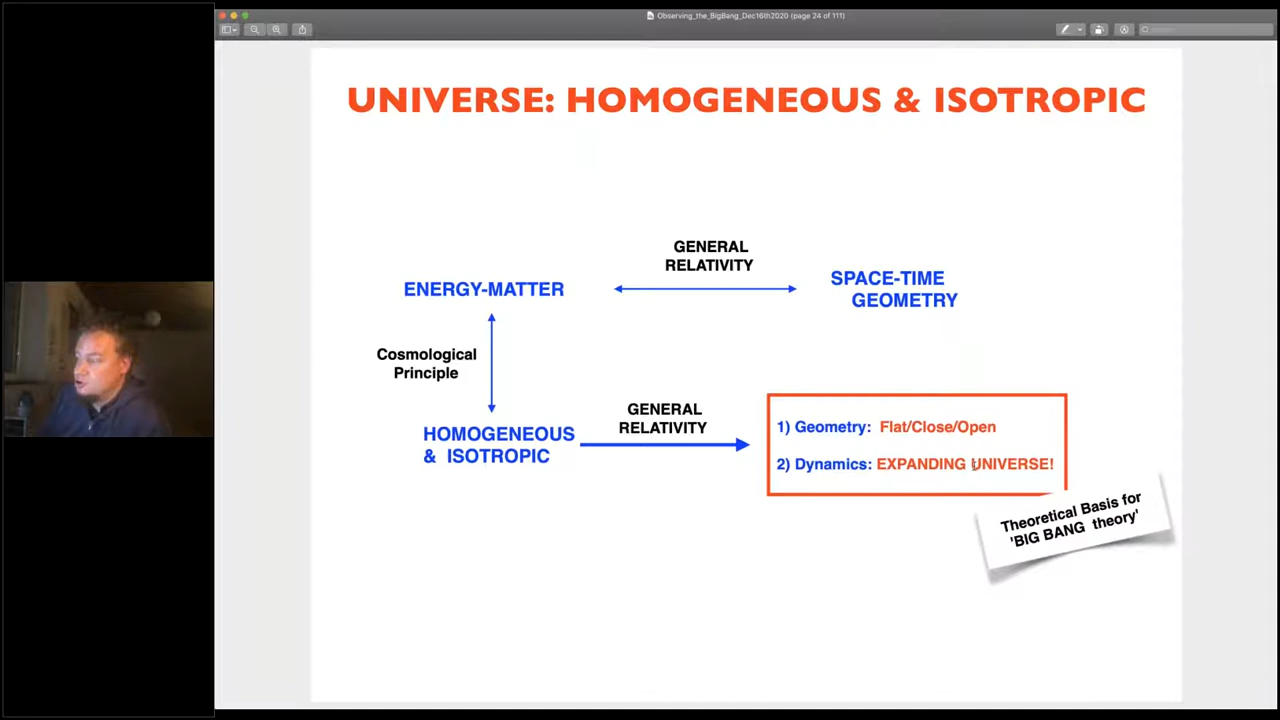 Observing_the_BigBang_Dec16th2020 (page 24 of 111)
UNIVERSE: HOMOGENEOUS & ISOTROPIC
GENERAL
RELATIVITY
ENERGY-MATTER
SPACE-TIME
GEOMETRY
Cosmological
Principle
HOMOGENEOUS
& ISOTROPIC
GENERAL
RELATIVITY
1) Geometry: Flat/Close/Open
2) Dynamics: EXPANDING UNIVERSE!
Theoretical Basis for
'BIG BANG theory'